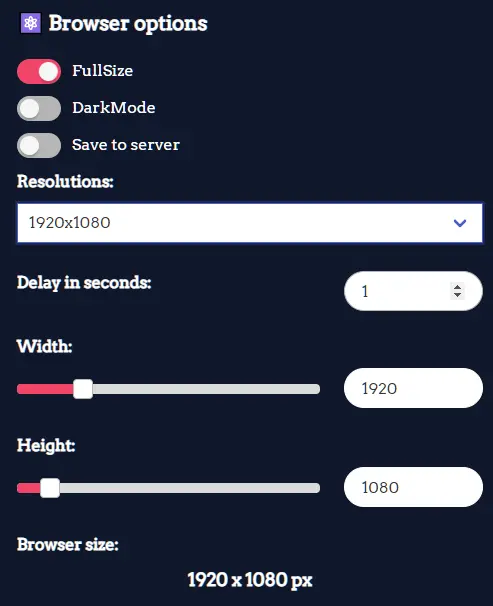 Browser options
FullSize
DarkMode
Save to server
Resolutions:
1920x1080
Delay in seconds:
1
Width:
1920
Height:
1080
Browser size:
1920 x 1080 px